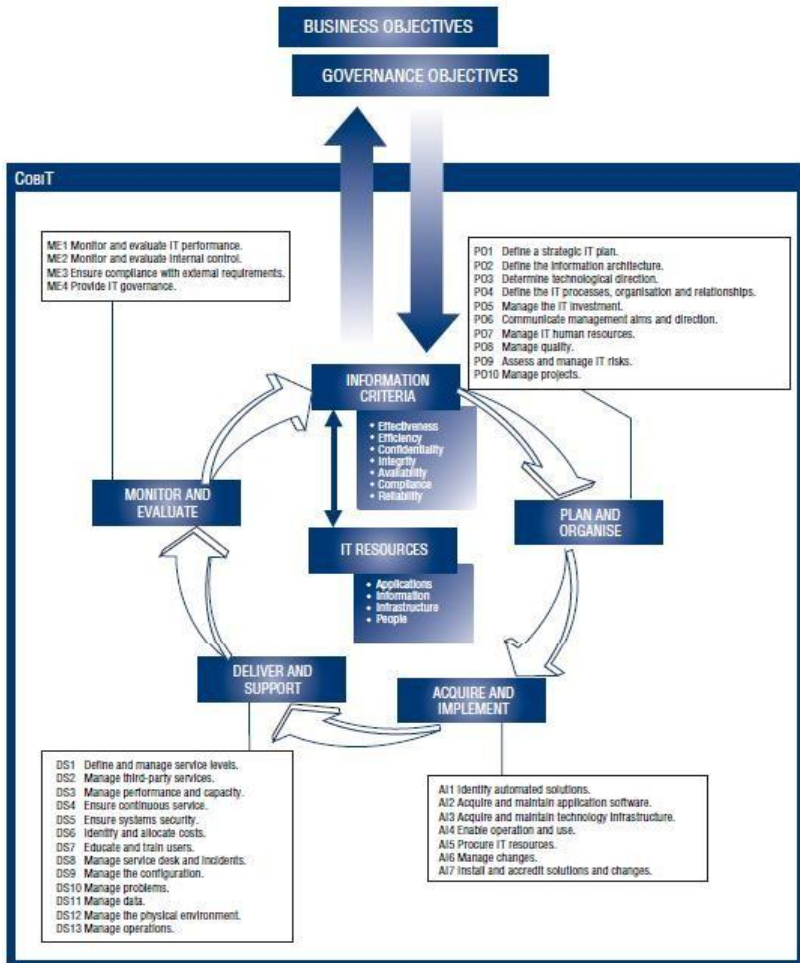 BUSINESS OBJECTIVES
GOVERNANCE OBJECTIVES
COBIT
ME1 Monitor and evaluate IT performance.
ME2 Monitor and evaluate internal control.
ME3 Ensure compliance with external requirements.
ME4 Provide IT governance.
PO1 Define a strategic IT plan.
PO2 Define the information architecture.
PO3 Determine technological direction.
PO4 Define the IT processes, organisation and relationships.
PO5 Manage the IT investment.
PO6 Communicate management aims and direction.
PO7 Manage IT human resources.
PO8 Manage quality.
PO9 Assess and manage IT risks.
PO10 Manage projects.
INFORMATION
CRITERIA
• Effectiveness
• Efficiency
• Confidentiality
• Integrity
• Availability
• Compliance
• Reliability
MONITOR AND
EVALUATE
PLAN AND
ORGANISE
IT RESOURCES
• Applications
• Information
• Infrastructure
• People
DELIVER AND
SUPPORT
ACQUIRE AND
IMPLEMENT
DS1 Define and manage service levels.
DS2 Manage third-party services.
DS3 Manage performance and capacity.
DS4 Ensure continuous service.
DS5 Ensure systems security.
DS6 Identify and allocate costs.
DS7 Educate and train users.
DS8 Manage service desk and incidents.
DS9 Manage the configuration.
DS10 Manage problems.
DS11 Manage data.
DS12 Manage the physical environment.
DS13 Manage operations.
AI1 Identify automated solutions.
AI2 Acquire and maintain application software.
AI3 Acquire and maintain technology infrastructure.
AI4 Enable operation and use.
AI5 Procure IT resources.
AI6 Manage changes.
AI7 Install and accredit solutions and changes.